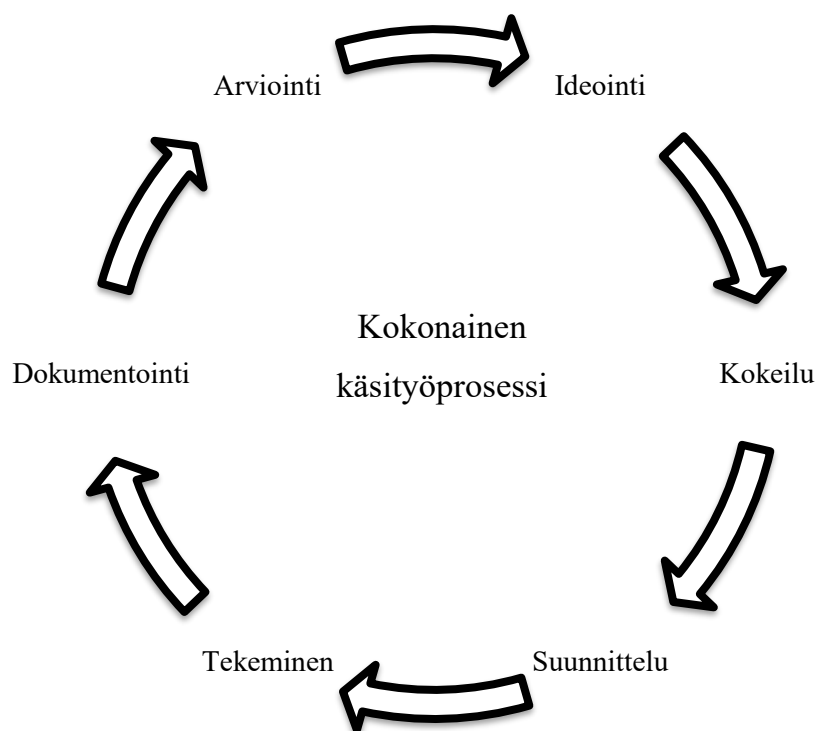 Arviointi
Ideointi
Kokonainen
käsityöprosessi
Dokumentointi
Kokeilu
Tekeminen
Suunnittelu